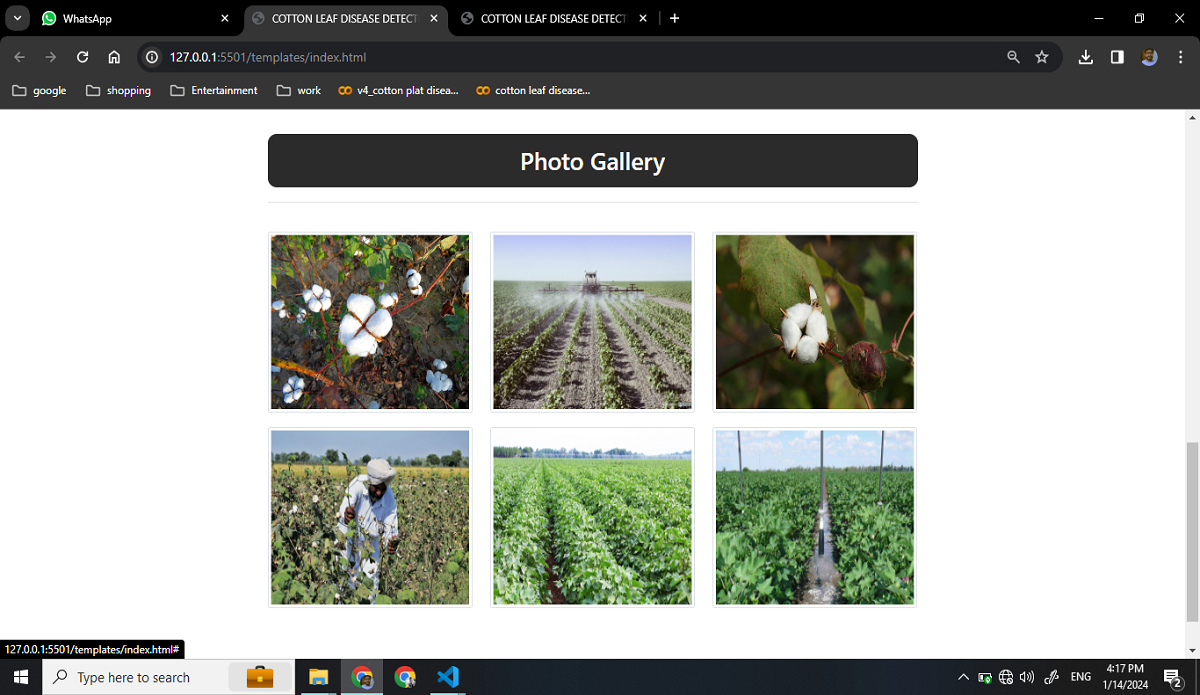 WhatsApp
COTTON LEAF DISEASE DETECT
COTTON LEAF DISEASE DETECT
127.0.0.1:5501/templates/index.html
google
shopping
Entertainment
work
v4_cotton plat disea...
cotton leaf disease...
Photo Gallery
127.0.0.1:5501/templates/index.html#
Type here to search
ENG
4:17 PM
1/14/2024
2